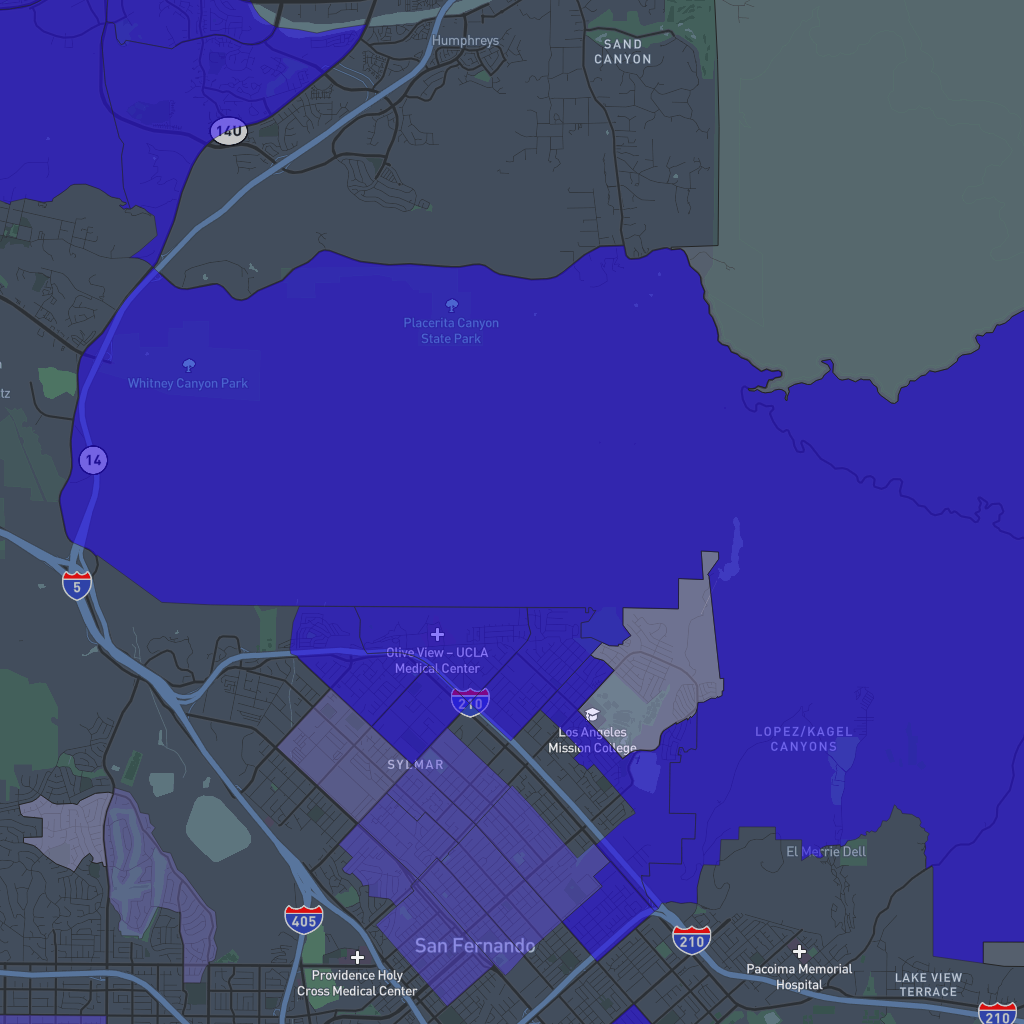 Humphreys
SAND
CANYON
14U
Placerita Canyon
State Park
Whitney Canyon Park
tz
14
5
Olive View – UCLA
Medical Center
210
Los Angeles
Mission College
LOPEZ/KAGEL
CANYONS
SYLMAR
El Merrie Dell
405
San Fernando
210
Providence Holy
Cross Medical Center
Pacoima Memorial
Hospital
LAKE VIEW
TERRACE
210